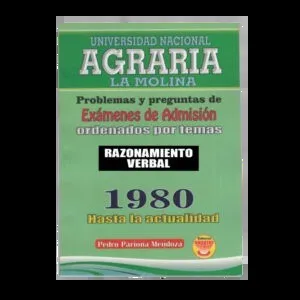 UNIVERSIDAD NACIONAL
AGRARIA
LA MOLINA
Problemas y preguntas de
Exámenes de Admisión
ordenados por temas
RAZONAMIENTO
VERBAL
1980
Hasta la actualidad
Pedro Pariona Mendoza